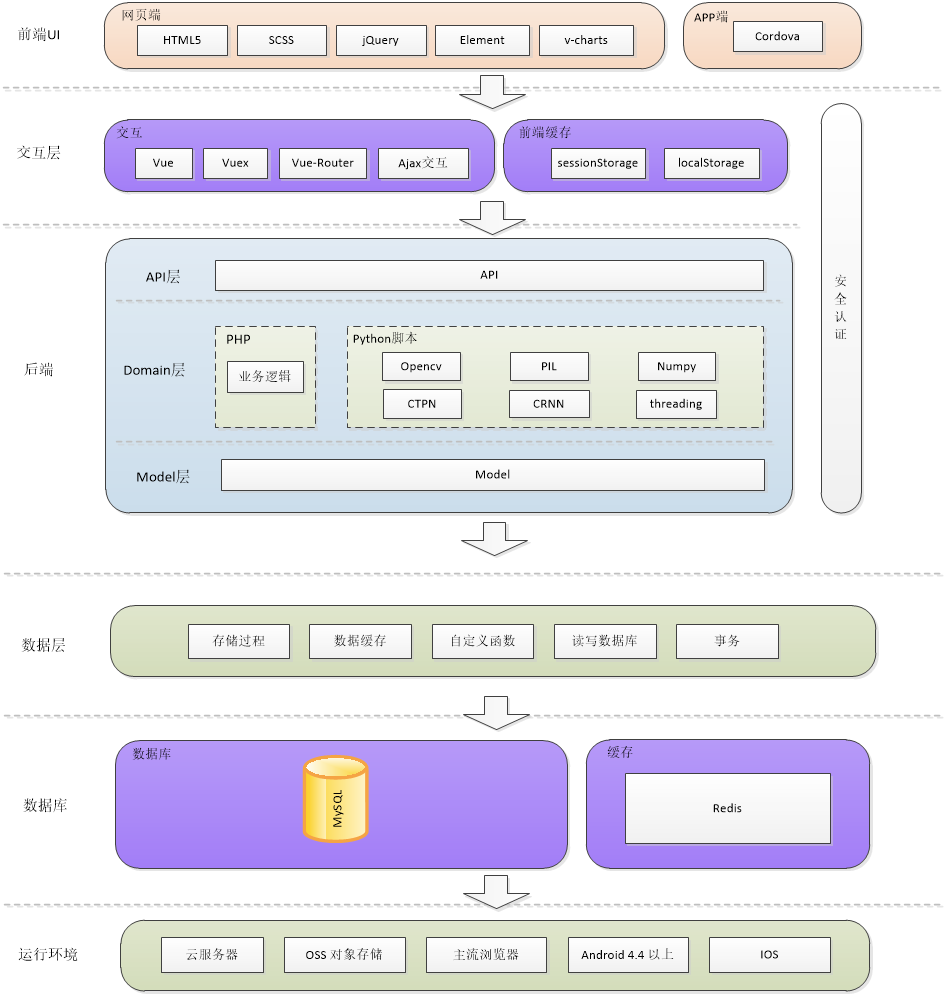 前端UI
网页端
HTML5
SCSS
jQuery
Element
v-charts
APP端
Cordova
交互层
交互
Vue
Vuex
Vue-Router
Ajax交互
前端缓存
sessionStorage
localStorage
安
全
认
证
后端
API层
API
Domain层
PHP
业务逻辑
Python脚本
Opencv
PIL
Numpy
CTPN
CRNN
threading
Model层
Model
数据层
存储过程
数据缓存
自定义函数
读写数据库
事务
数据库
数据库
MySQL
缓存
Redis
运行环境
云服务器
OSS 对象存储
主流浏览器
Android 4.4 以上
IOS